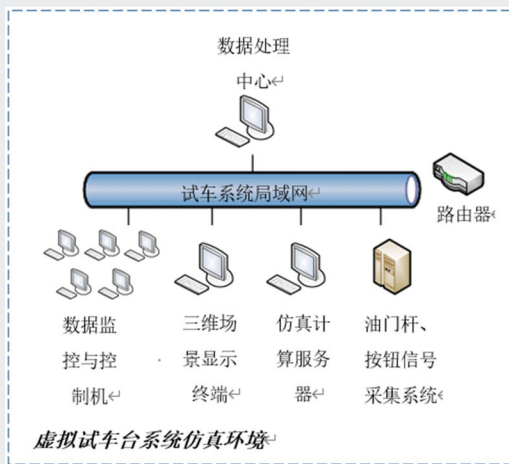 数据处理
中心
试车系统局域网
路由器
数据监
控与控
制机
三维场
景显示
终端
仿真计
算服务
器
油门杆、
按钮信号
采集系统
虚拟试车台系统仿真环境